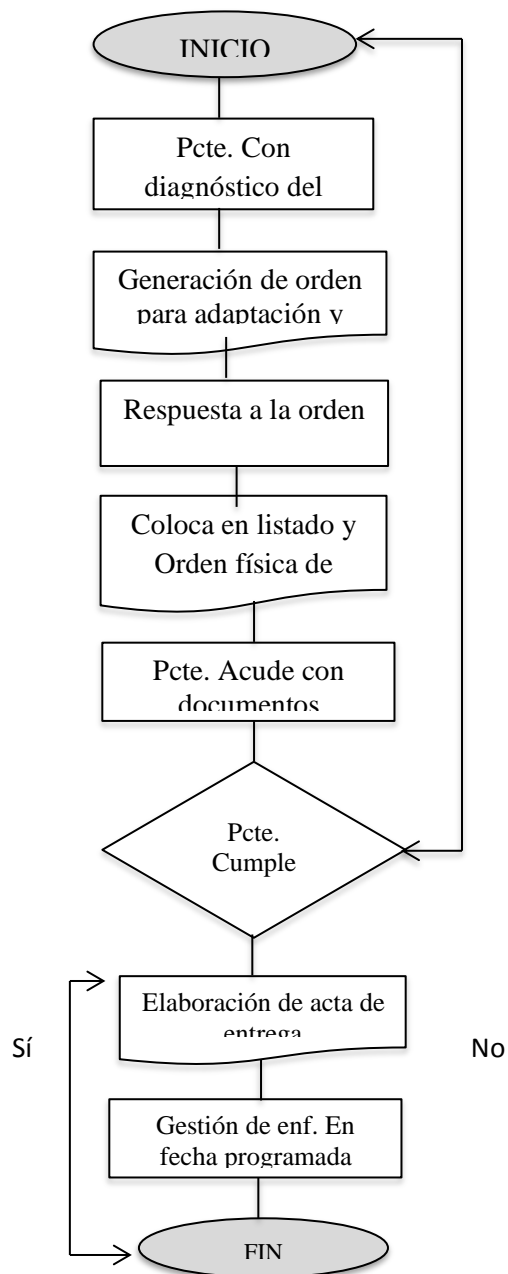 INICIO
Pcte. Con
diagnóstico del
Generación de orden
para adaptación y
Respuesta a la orden
Coloca en listado y
Orden física de
Pcte. Acude con
documentos
Pcte.
Cumple
Elaboración de acta de
entrega
Sí
No
Gestión de enf. En
fecha programada
FIN